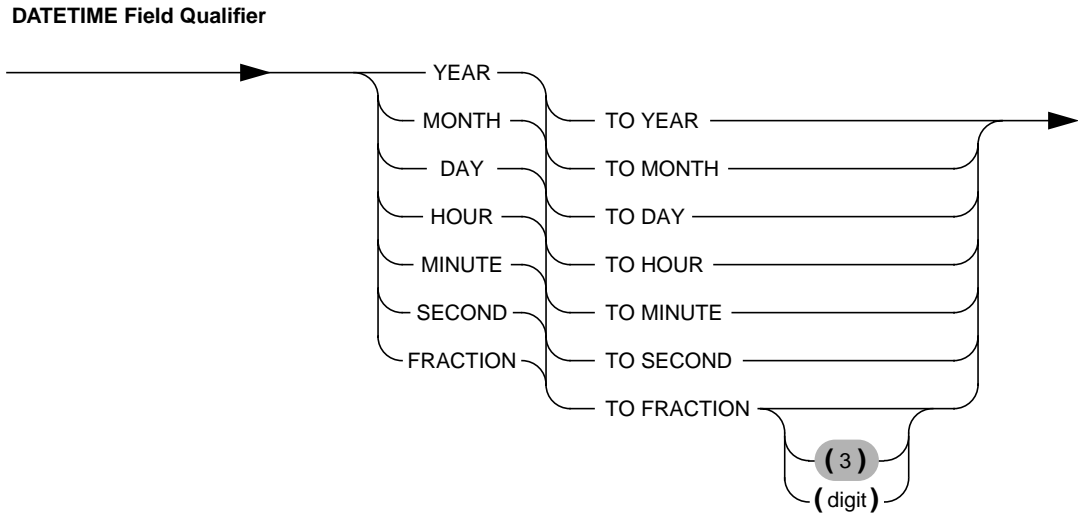 DATETIME Field Qualifier
YEAR
MONTH TO YEAR
DAY TO MONTH
HOUR TO DAY
MINUTE TO HOUR
SECOND TO MINUTE
FRACTION TO SECOND
TO FRACTION
(3)
(digit)